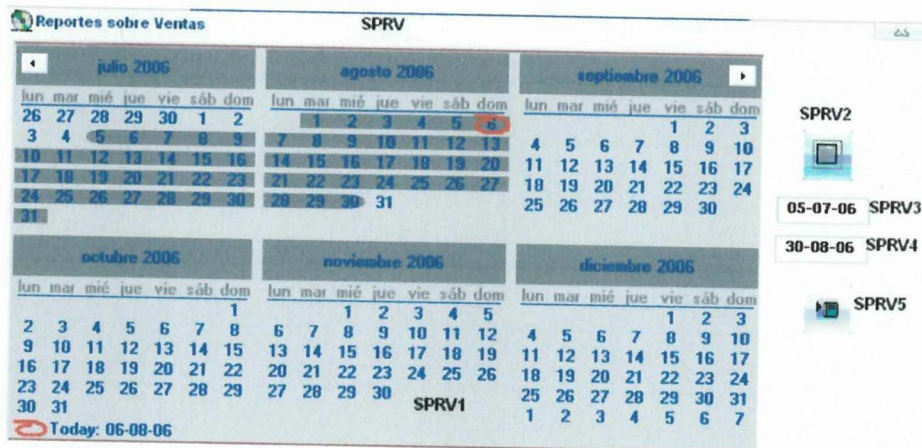 Reportes sobre Ventas SPRV
julio 2006 agosto 2006 septiembre 2006
lun mar mié jue vie sáb dom lun mar mié jue vie sáb dom lun mar mié jue vie sáb dom
26 27 28 29 30 1 2 1 2 3 4 5 6 1 2 3
3 4 5 6 7 8 9 7 8 9 10 11 12 13 4 5 6 7 8 9 10
10 11 12 13 14 15 16 14 15 16 17 18 19 20 11 12 13 14 15 16 17
17 18 19 20 21 22 23 21 22 23 24 25 26 27 18 19 20 21 22 23 24
24 25 26 27 28 29 30 28 29 30 31 25 26 27 28 29 30
31
SPRV2
05-07-06 SPRV3
30-08-06 SPRV4
SPRV5
octubre 2006 noviembre 2006 diciembre 2006
lun mar mié jue vie sáb dom lun mar mié jue vie sáb dom lun mar mié jue vie sáb dom
1 1 2 3 4 5 1 2 3
2 3 4 5 6 7 8 6 7 8 9 10 11 12 4 5 6 7 8 9 10
9 10 11 12 13 14 15 13 14 15 16 17 18 19 11 12 13 14 15 16 17
16 17 18 19 20 21 22 20 21 22 23 24 25 26 18 19 20 21 22 23 24
23 24 25 26 27 28 29 27 28 29 30 25 26 27 28 29 30 31
30 31 SPRV1 1 2 3 4 5 6 7
Today: 06-08-06